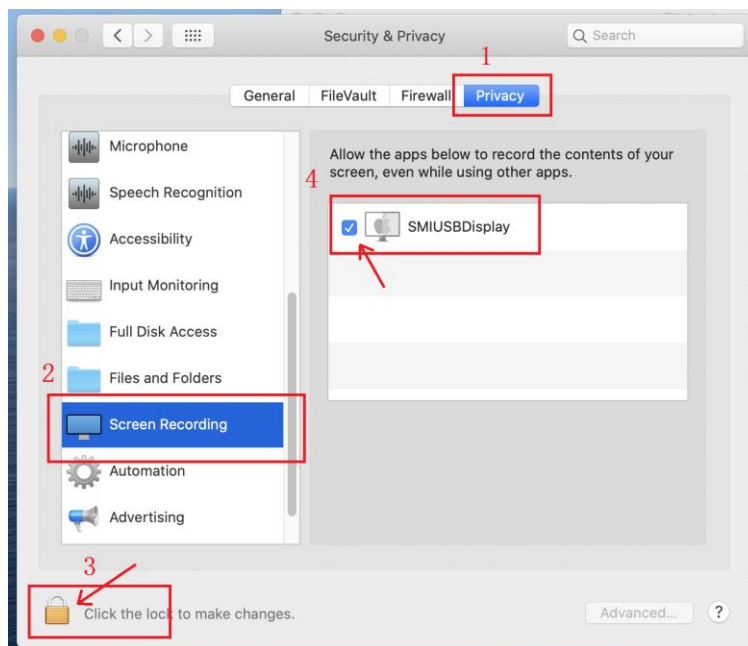 Security & Privacy
Search
1
General
FileVault
Firewall
Privacy
Microphone
Speech Recognition
Accessibility
Input Monitoring
Full Disk Access
2
Files and Folders
Screen Recording
Automation
Advertising
Allow the apps below to record the contents of your
screen, even while using other apps.
4
SMIUSBDisplay
3
Click the lock to make changes.
Advanced...
?